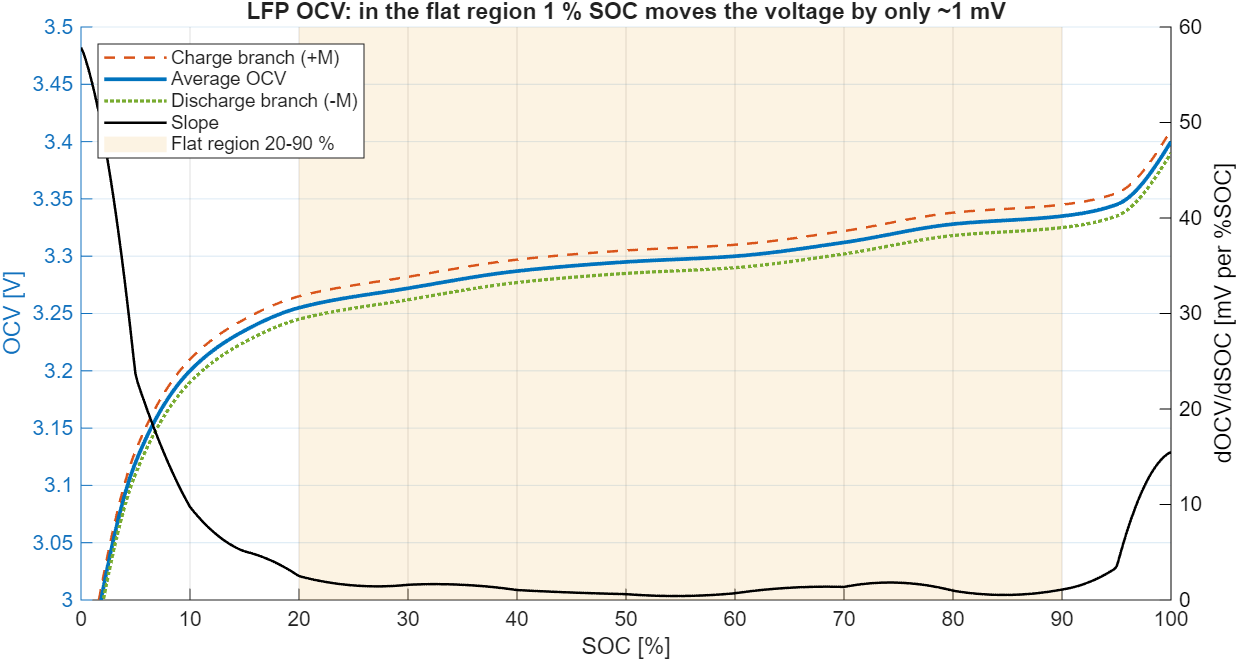 LFP OCV: in the flat region 1 % SOC moves the voltage by only ~1 mV
Charge branch (+M)
Average OCV
Discharge branch (-M)
Slope
Flat region 20-90 %
OCV [V]
3.5
3.45
3.4
3.35
3.3
3.25
3.2
3.15
3.1
3.05
3
60
50
40
30
20
10
0
dOCV/dSOC [mV per %SOC]
0 10 20 30 40 50 60 70 80 90 100
SOC [%]